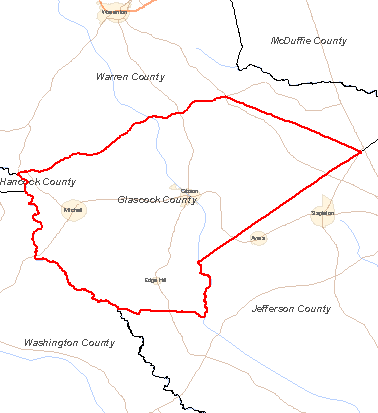 Warrenton
McDuffie County
Warren County
Hancock County
Gibson
Glascock County
Mitchell
Stapleton
Avera
Edge Hill
Jefferson County
Washington County